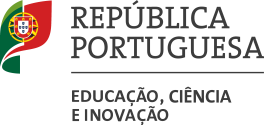 REPÚBLICA
PORTUGUESA
EDUCAÇÃO, CIÊNCIA
E INOVAÇÃO